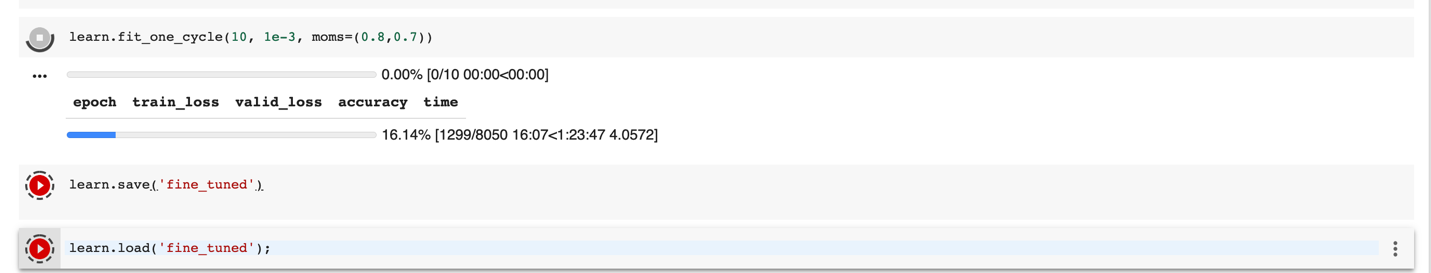 learn.fit_one_cycle(10, 1e-3, moms=(0.8,0.7))
0.00% [0/10 00:00<00:00]
epoch train_loss valid_loss accuracy time
16.14% [1299/8050 16:07<1:23:47 4.0572]
learn.save('fine_tuned')
learn.load('fine_tuned');